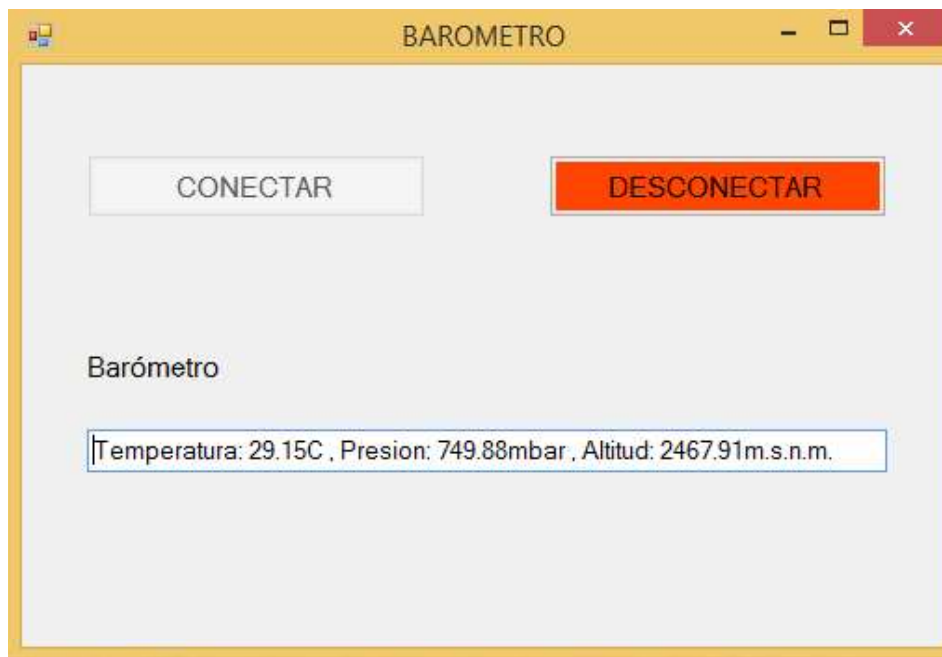 BAROMETRO
CONECTAR DESCONECTAR
Barómetro
Temperatura: 29.15C , Presion: 749.88mbar , Altitud: 2467.91m.s.n.m.